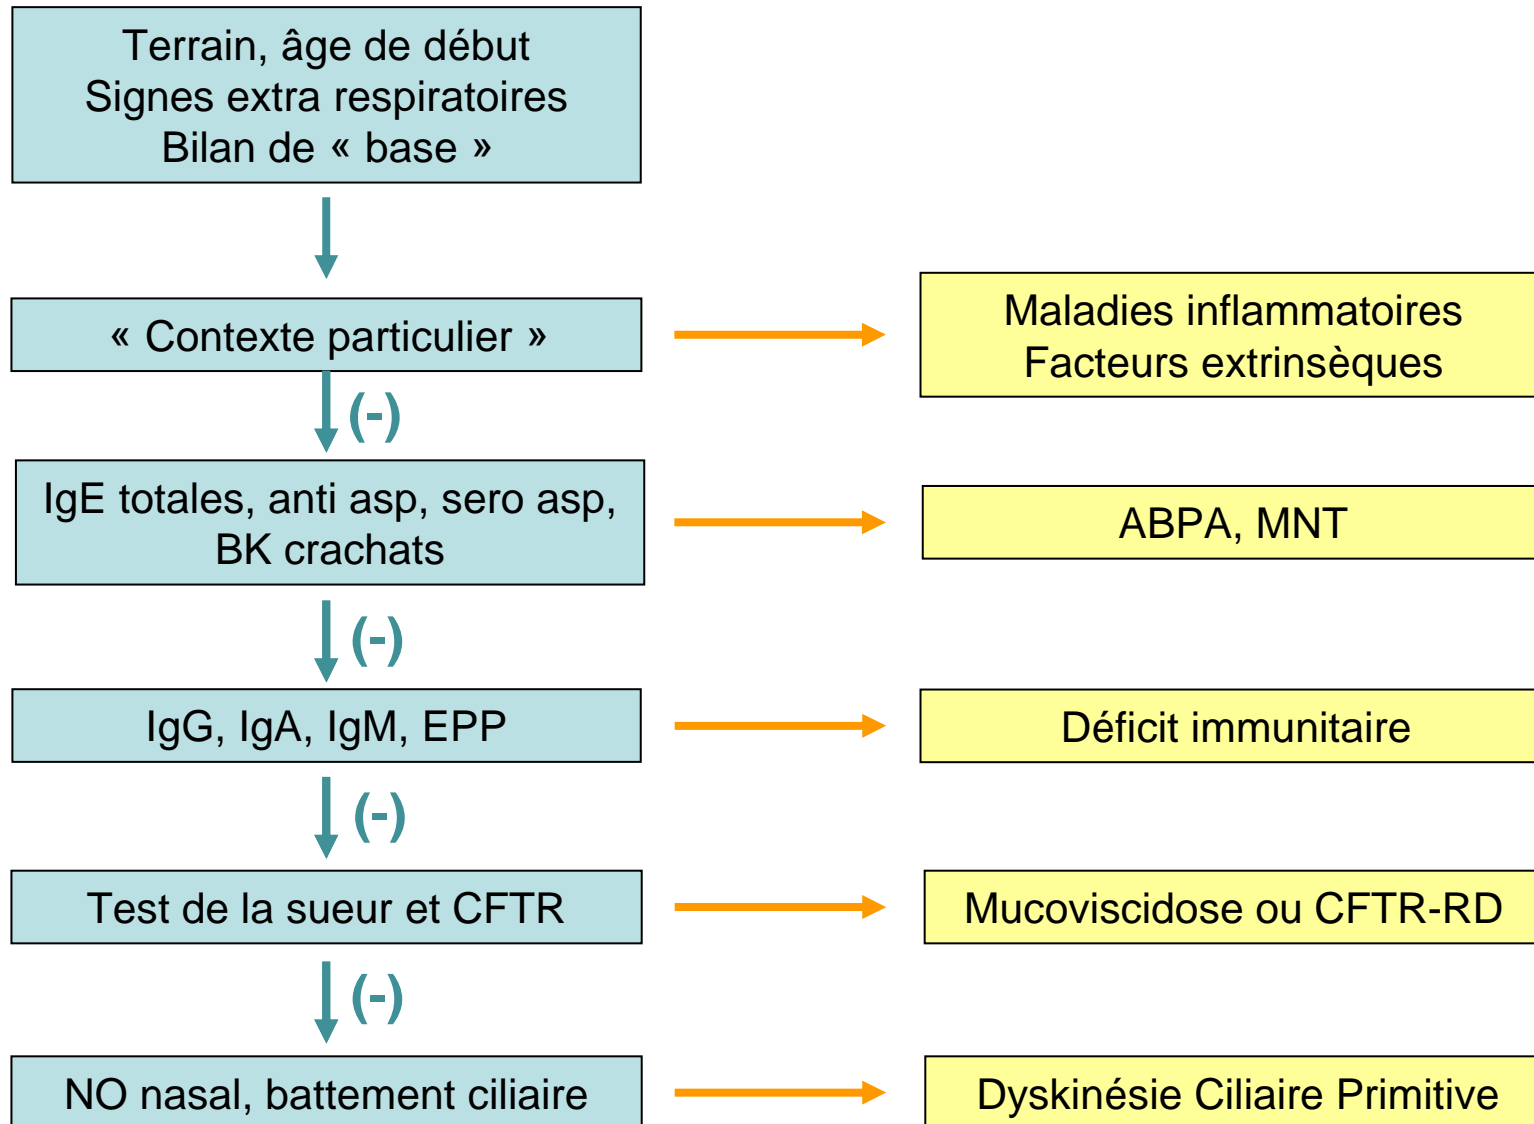 Terrain, âge de début
Signes extra respiratoires
Bilan de « base »
« Contexte particulier »
Maladies inflammatoires
Facteurs extrinsèques
(-)
IgE totales, anti asp, sero asp,
BK crachats
ABPA, MNT
(-)
IgG, IgA, IgM, EPP
Déficit immunitaire
(-)
Test de la sueur et CFTR
Mucoviscidose ou CFTR-RD
(-)
NO nasal, battement ciliaire
Dyskinésie Ciliaire Primitive